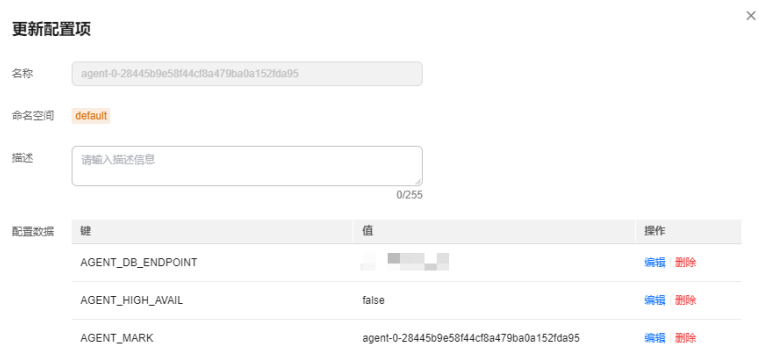 更新配置项
名称 agent-0-28445b9e58f44cf8a479ba0a152fda95
命名空间 default
描述 请输入描述信息
0/255
配置数据 键 值 操作
AGENT_DB_ENDPOINT 编辑 删除
AGENT_HIGH_AVAIL false 编辑 删除
AGENT_MARK agent-0-28445b9e58f44cf8a479ba0a152fda95 编辑 删除